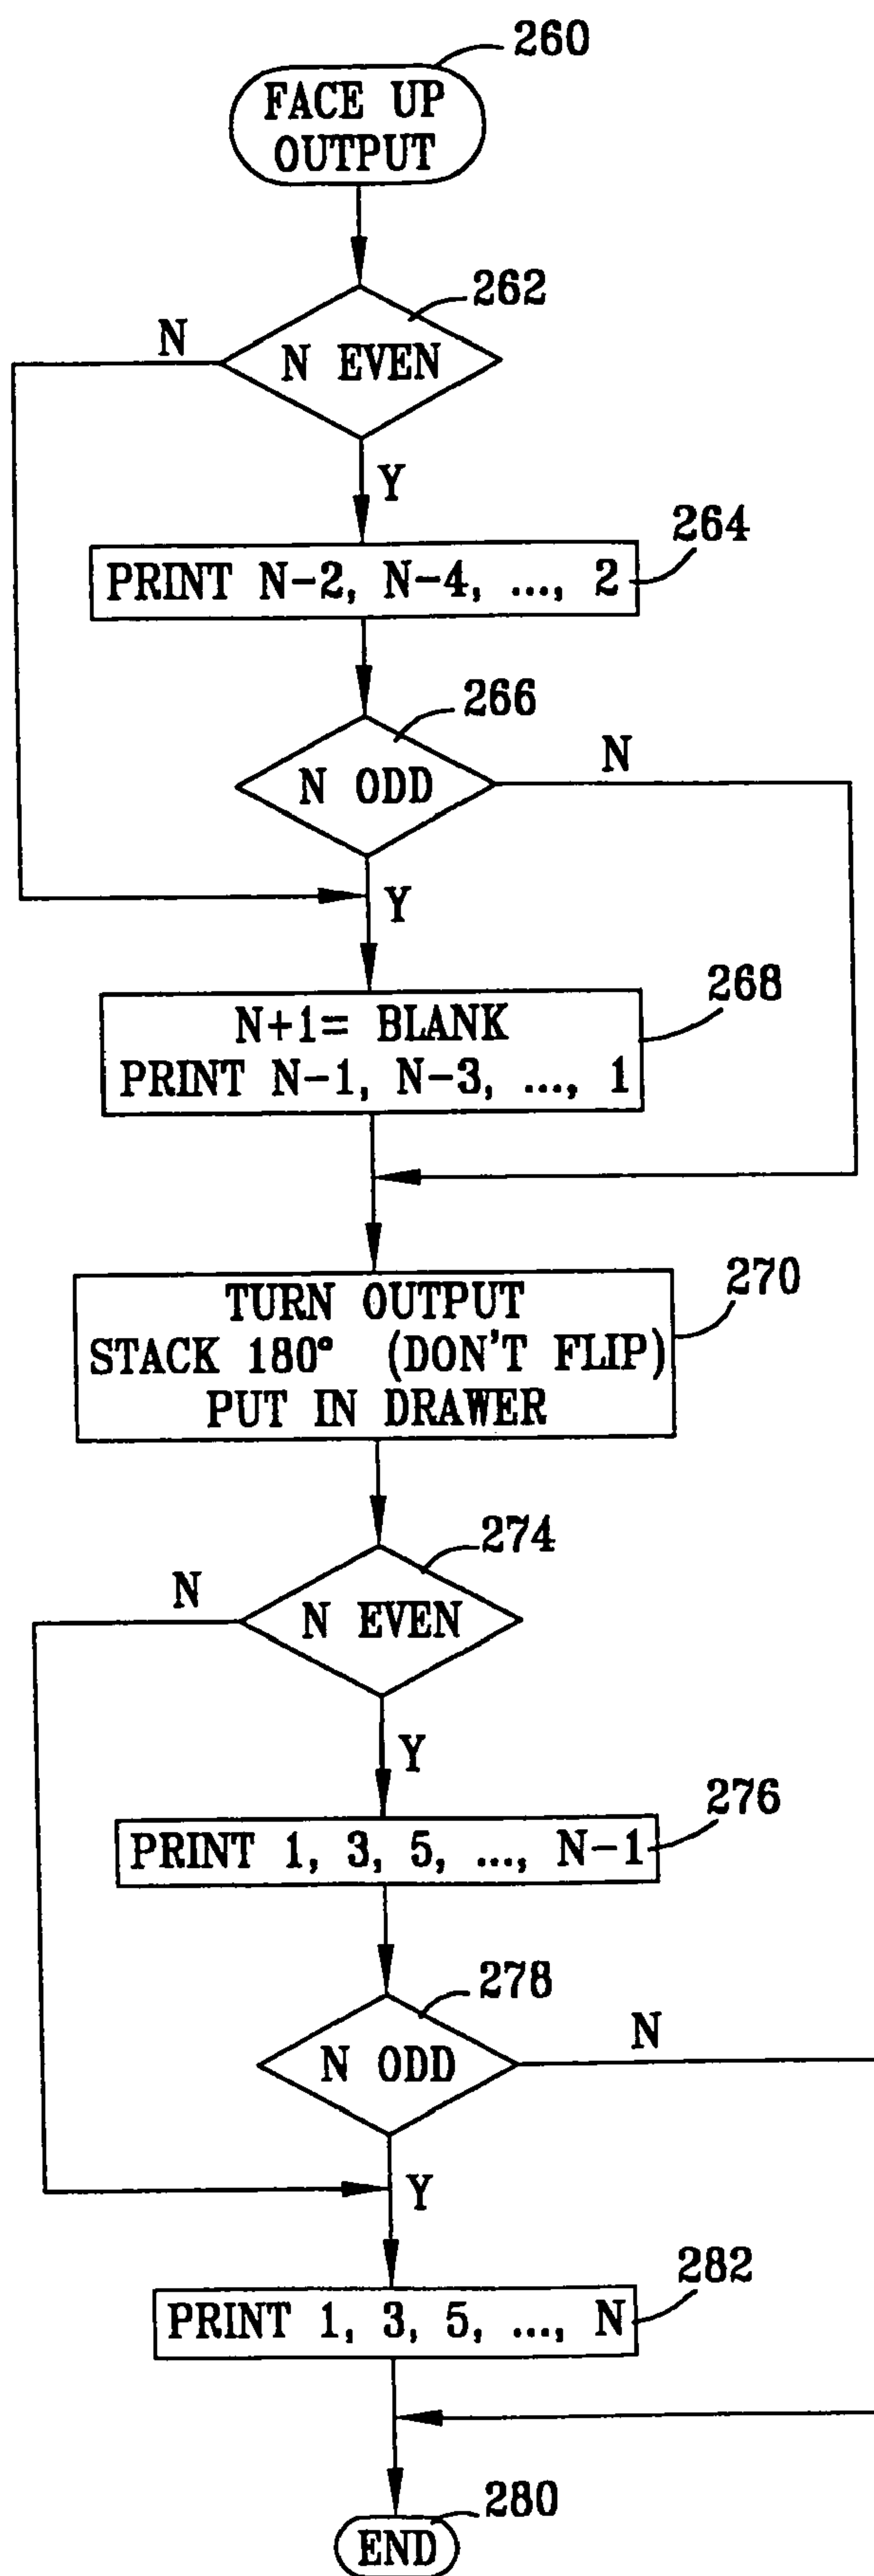 260
FACE UP
OUTPUT
262
N
N EVEN
Y
264
PRINT N-2, N-4, ..., 2
266
N ODD
N
Y
268
N+1= BLANK
PRINT N-1, N-3, ..., 1
270
TURN OUTPUT
STACK 180° (DON'T FLIP)
PUT IN DRAWER
274
N
N EVEN
Y
276
PRINT 1, 3, 5, ..., N-1
278
N ODD
N
Y
282
PRINT 1, 3, 5, ..., N
280
END